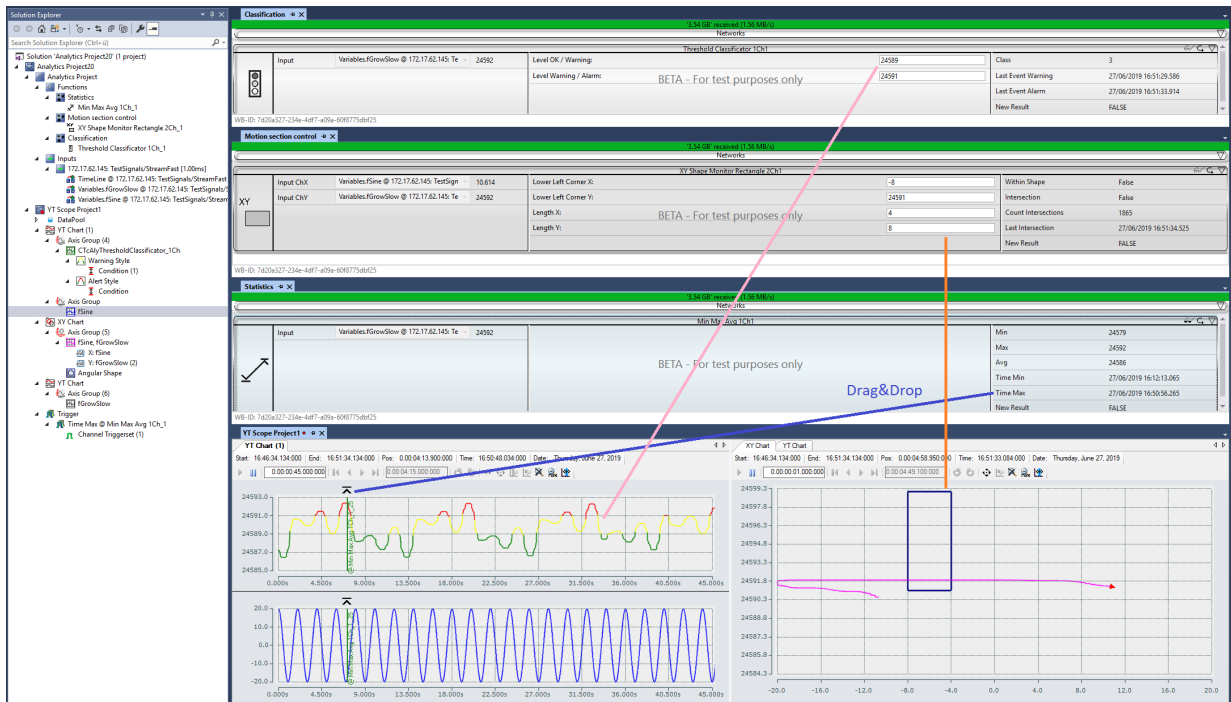 Solution Explorer
Search Solution Explorer (Ctrl+ü)
Solution 'Analytics Project20' (1 project)
Analytics Project20
Analytics Project
Functions
Statistics
Min Max Avg 1Ch_1
Motion section control
XY Shape Monitor Rectangle 2Ch_1
Classification
Threshold Classificator 1Ch_1
Inputs
172.17.62.145: TestSignals/StreamFast [1.00ms]
TimeLine @ 172.17.62.145: TestSignals/StreamFast
Variables.fGrowSlow @ 172.17.62.145: TestSignals/S
Variables.fSine @ 172.17.62.145: TestSignals/Stream
YT Scope Project1
DataPool
YT Chart (1)
Axis Group (4)
CTcAlyThresholdClassificator_1Ch
Warning Style
Condition (1)
Alert Style
Condition
Axis Group
fSine
XY Chart
Axis Group (5)
fSine, fGrowSlow
X: fSine
Y: fGrowSlow (2)
Angular Shape
YT Chart
Axis Group (6)
fGrowSlow
Trigger
Time Max @ Min Max Avg 1Ch_1
Channel Triggerset (1)
Classification
'3.54 GB' received (1.56 MB/s)
Networks
Threshold Classificator 1Ch1
Input Variables.fGrowSlow @ 172.17.62.145: Te 24592
Level OK / Warning: 24589
Level Warning / Alarm: 24591
BETA - For test purposes only
Class 3
Last Event Warning 27/06/2019 16:51:29.586
Last Event Alarm 27/06/2019 16:51:33.914
New Result FALSE
WB-ID: 7d20a327-234e-4df7-a09a-60f8775dbf25
Motion section control
'3.54 GB' received (1.56 MB/s)
Networks
XY Shape Monitor Rectangle 2Ch1
XY
Input ChX Variables.fSine @ 172.17.62.145: TestSign 10.614
Input ChY Variables.fGrowSlow @ 172.17.62.145: Te 24592
Lower Left Corner X: -8
Lower Left Corner Y: 24591
Length X: 4
Length Y: 8
BETA - For test purposes only
Within Shape False
Intersection False
Count Intersections 1865
Last Intersection 27/06/2019 16:51:34.525
New Result FALSE
WB-ID: 7d20a327-234e-4df7-a09a-60f8775dbf25
Statistics
'3.54 GB' received (1.56 MB/s)
Networks
Min Max Avg 1Ch1
Input Variables.fGrowSlow @ 172.17.62.145: Te 24592
BETA - For test purposes only
Min 24579
Max 24592
Avg 24586
Time Min 27/06/2019 16:12:13.065
Time Max 27/06/2019 16:50:56.265
New Result FALSE
Drag&Drop
WB-ID: 7d20a327-234e-4df7-a09a-60f8775dbf25
YT Scope Project1
YT Chart (1)
Start: 16:46:34.134:000 End: 16:51:34.134:000 Pos: 0.00:04:13.900:000 Time: 16:50:48.034:000 Date: Thursday, June 27, 2019
0.00:00:45.000:000 0.00:04:15.000:000
24593.0
24591.0
24589.0
24587.0
24585.0
0.000s 4.500s 9.000s 13.500s 18.000s 22.500s 27.000s 31.500s 36.000s 40.500s 45.000s
20.0
10.0
0.0
-10.0
-20.0
0.000s 4.500s 9.000s 13.500s 18.000s 22.500s 27.000s 31.500s 36.000s 40.500s 45.000s
XY Chart YT Chart
Start: 16:46:34.134:000 End: 16:51:34.134:000 Pos: 0.00:04:58.950:000 Time: 16:51:33.084:000 Date: Thursday, June 27, 2019
0.00:00:01.000:000 0.00:04:49.100:000
24599.3
24597.8
24596.3
24594.8
24593.3
24591.8
24590.3
24588.8
24587.3
24585.8
24584.3
-20.0 -16.0 -12.0 -8.0 -4.0 0.0 4.0 8.0 12.0 16.0 20.0